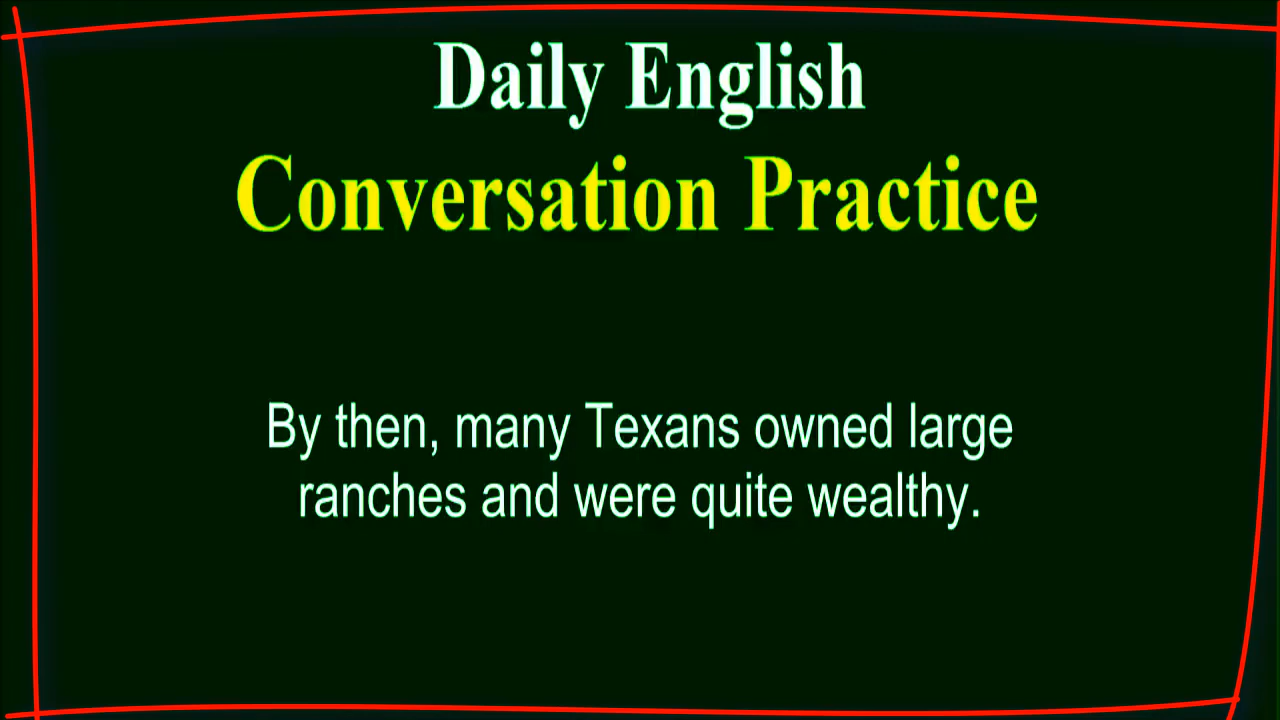 Daily English
Conversation Practice
By then, many Texans owned large
ranches and were quite wealthy.